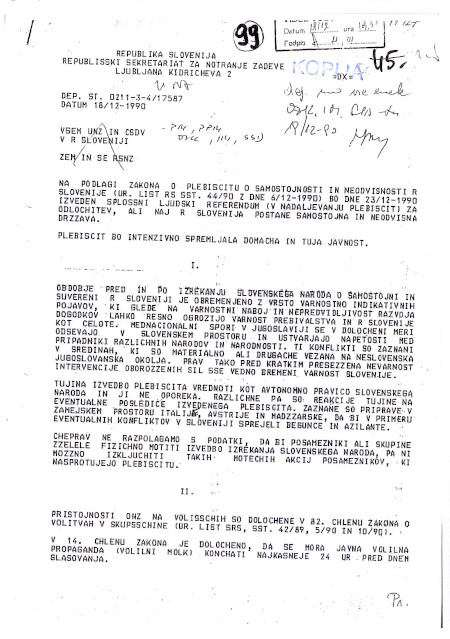 99
Datum 18/12 ura
Podpis
KOPIJA
45.
=DX=
REPUBLIKA SLOVENIJA
REPUBLISSKI SEKRETARIAT ZA NOTRANJE ZADEVE
LJUBLJANA KIDRICHEVA 2
DEP. ST. 0211-3-4/17587
DATUM 18/12-1990
VSEM UNZ IN CSDV
V R SLOVENIJI
ZEM IN SE RSNZ
18/12-90
NA PODLAGI ZAKONA O PLEBISCITU O SAMOSTOJNOSTI IN NEODVISNOSTI R
SLOVENIJE (UR. LIST RS SST. 44/90 Z DNE 6/12-1990) BO DNE 23/12-1990
IZVEDEN SPLOSSNI LJUDSKI REFERENDUM (V NADALJEVANJU PLEBISCIT) ZA
ODLOCHITEV, ALI NAJ R SLOVENIJA POSTANE SAMOSTOJNA IN NEODVISNA
DRZZAVA.
PLEBISCIT BO INTENZIVNO SPREMLJALA DOMACHA IN TUJA JAVNOST.
I.
OBDOBJE PRED IN PO IZREKANJU SLOVENSKEGA NARODA O SAMOSTOJNI IN
SUVERENI R SLOVENIJI JE OBREMENJENO Z VRSTO VARNOSTNO INDIKATIVNIH
POJAVOV, KI GLEDE NA VARNOSTNI NABOJ IN NEPREDVIDLJIVOST RAZVOJA
DOGODKOV LAHKO RESNO OGROZIJO VARNOST PREBIVALSTVA IN R SLOVENIJE
KOT CELOTE. MEDNACIONALNI SPORI V JUGOSLAVIJI SE V DOLOCHENI MERI
ODSEVAJO V SLOVENSKEM PROSTORU IN USTVARJAJO NAPETOSTI MED
PRIPADNIKI RAZLICHNIH NARODOV IN NARODNOSTI. TI KONFLIKTI SO ZAZNANI
V SREDINAH, KI SO MATERIALNO ALI DRUGACHE VEZANA NA NESLOVENSKA
JUGOSLOVANSKA OKOLJA. PRAV TAKO PRED KRATKIM PRESEZZENA NEVARNOST
INTERVENCIJE OBOROZZENIH SIL SSE VEDNO BREMENI VARNOST SLOVENIJE.
TUJINA IZVEDBO PLEBISCITA VREDNOTI KOT AVTONOMNO PRAVICO SLOVENSKEGA
NARODA IN JI NE OPOREKA. RAZLICHNE PA SO REAKCIJE TUJINE NA
EVENTUALNE POSLEDICE IZVEDENEGA PLEBISCITA. ZAZNANE SO PRIPRAVE V
ZAMEJSKEM PROSTORU ITALIJE, AVSTRIJE IN MADZZARSKE, DA BI V PRIMERU
EVENTUALNIH KONFLIKTOV V SLOVENIJI SPREJELI BEGUNCE IN AZILANTE.
CHEPRAV NE RAZPOLAGAMO S PODATKI, DA BI POSAMEZNIKI ALI SKUPINE
ZZELELE FIZICHNO MOTITI IZVEDBO IZREKANJA SLOVENSKEGA NARODA, PA NI
MOZZNO IZKLJUCHITI TAKIH MOTECHIH AKCIJ POSAMEZNIKOV, KI
NASPROTUJEJO PLEBISCITU.
II.
PRISTOJNOSTI ONZ NA VOLISSCHIH SO DOLOCHENE V 82. CHLENU ZAKONA O
VOLITVAH V SKUPSSCHINE (UR. LIST SRS, SST. 42/89, 5/90 IN 10/90).
V 14. CHLENU ZAKONA JE DOLOCHENO, DA SE MORA JAVNA VOLILNA
PROPAGANDA (VOLILNI MOLK) KONCHATI NAJKASNEJE 24 UR PRED DNEM
GLASOVANJA.